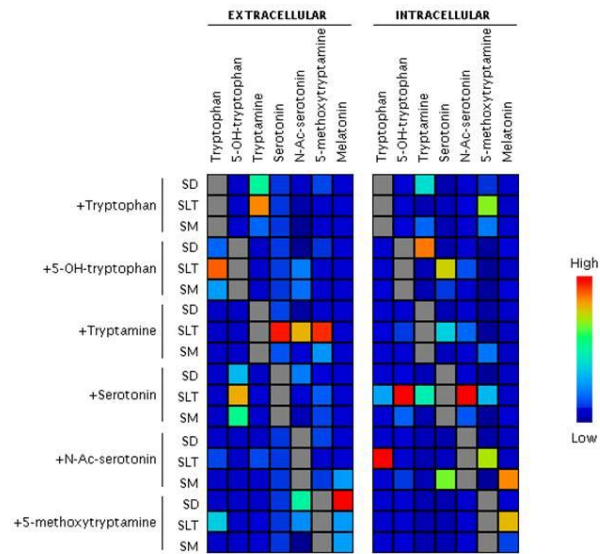 EXTRACELLULAR INTRACELLULAR
Tryptophan 5-OH-tryptophan Tryptamine Serotonin N-Ac-serotonin 5-methoxytryptamine Melatonin Tryptophan 5-OH-tryptophan Tryptamine Serotonin N-Ac-serotonin 5-methoxytryptamine Melatonin
SD
+Tryptophan SLT
SM
SD
+5-OH-tryptophan SLT
SM
SD
+Tryptamine SLT
SM
SD
+Serotonin SLT
SM
SD
+N-Ac-serotonin SLT
SM
SD
+5-methoxytryptamine SLT
SM
High
Low